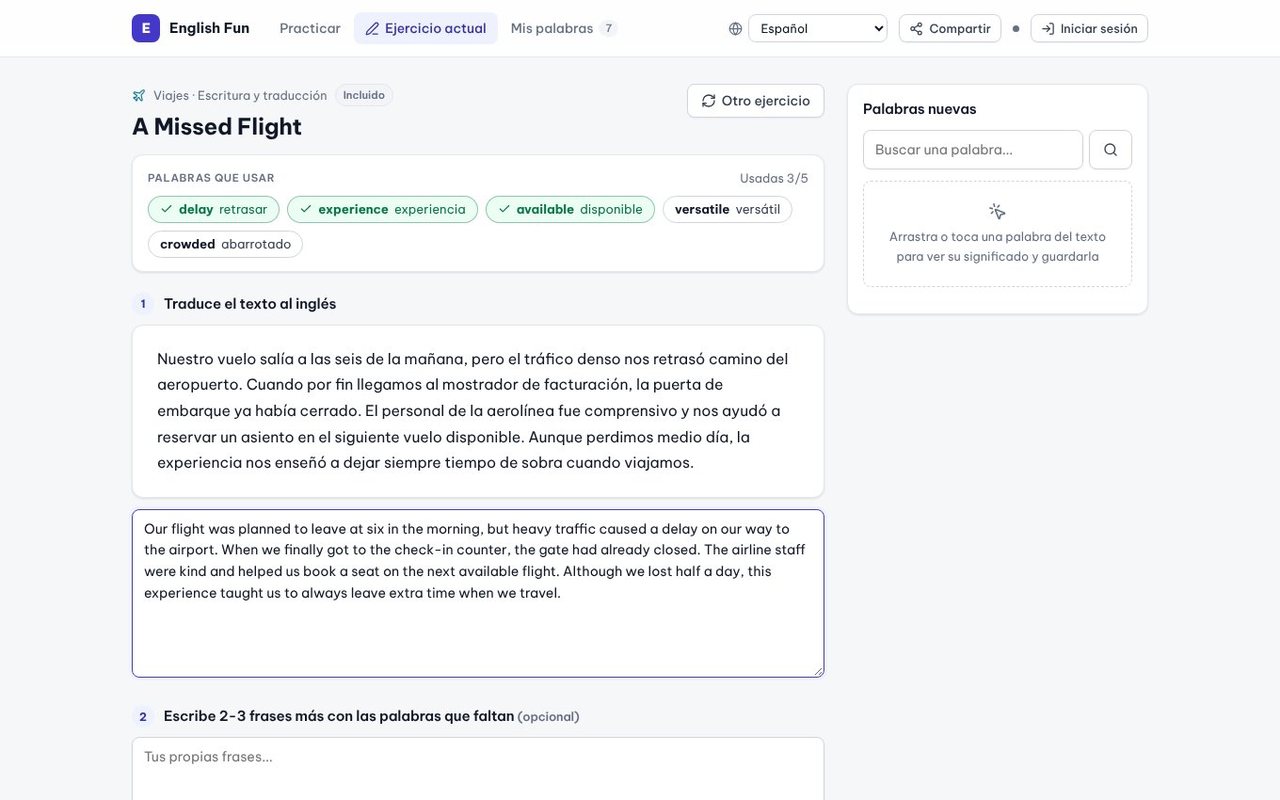 E English Fun Practicar Ejercicio actual Mis palabras 7 Español Compartir Iniciar sesión
Viajes · Escritura y traducción Incluido
Otro ejercicio
A Missed Flight
PALABRAS QUE USAR Usadas 3/5
delay retrasar experience experiencia available disponible versatile versátil
crowded abarrotado
1 Traduce el texto al inglés
Nuestro vuelo salía a las seis de la mañana, pero el tráfico denso nos retrasó camino del
aeropuerto. Cuando por fin llegamos al mostrador de facturación, la puerta de
embarque ya había cerrado. El personal de la aerolínea fue comprensivo y nos ayudó a
reservar un asiento en el siguiente vuelo disponible. Aunque perdimos medio día, la
experiencia nos enseñó a dejar siempre tiempo de sobra cuando viajamos.
Our flight was planned to leave at six in the morning, but heavy traffic caused a delay on our way to
the airport. When we finally got to the check-in counter, the gate had already closed. The airline staff
were kind and helped us book a seat on the next available flight. Although we lost half a day, this
experience taught us to always leave extra time when we travel.
2 Escribe 2-3 frases más con las palabras que faltan (opcional)
Tus propias frases...
Palabras nuevas
Buscar una palabra...
Arrastra o toca una palabra del texto
para ver su significado y guardarla